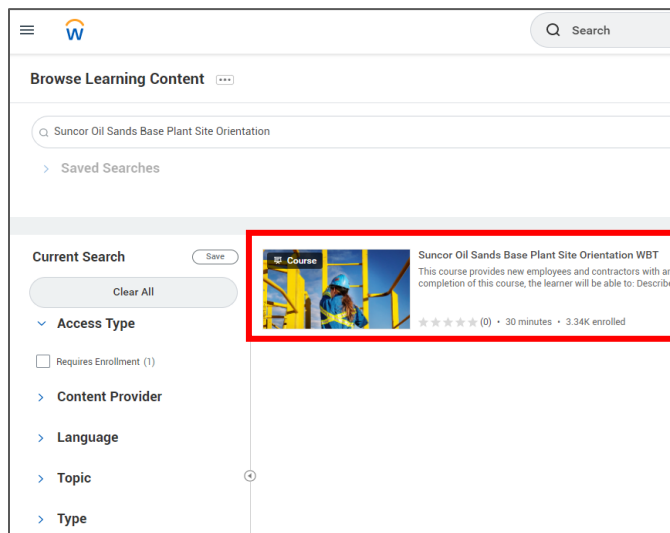 W
Search
Browse Learning Content
Suncor Oil Sands Base Plant Site Orientation
Saved Searches
Current Search
Save
Clear All
Access Type
Requires Enrollment (1)
Content Provider
Language
Topic
Type
Course
Suncor Oil Sands Base Plant Site Orientation WBT
This course provides new employees and contractors with
completion of this course, the learner will be able to:
(0) • 30 minutes • 3.34K enrolled